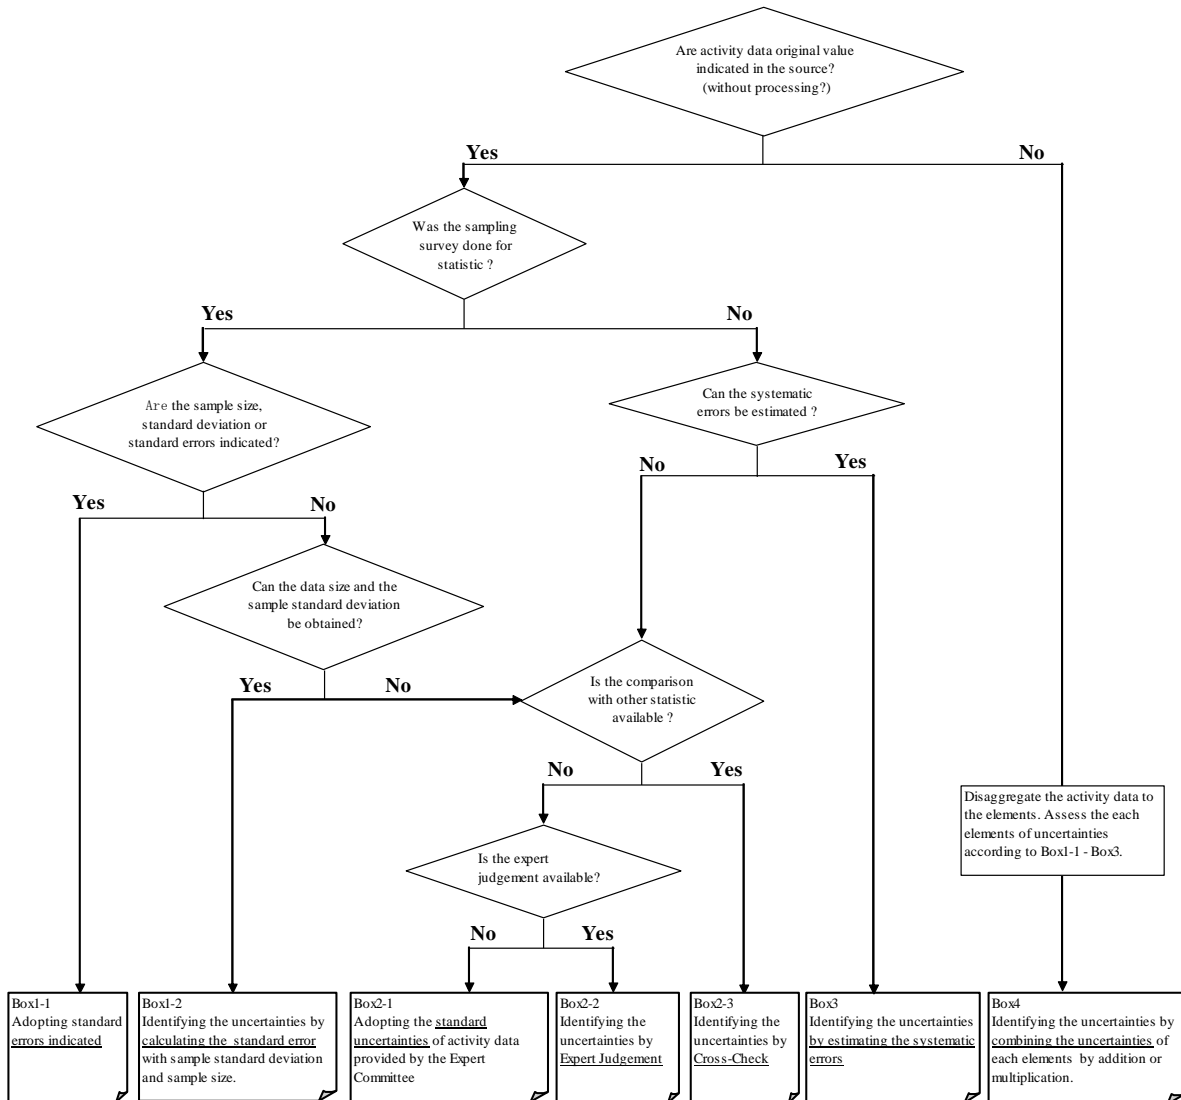 Are activity data original value
indicated in the source?
(without processing?)
Yes
No
Was the sampling
survey done for
statistic ?
Yes
No
Are the sample size,
standard deviation or
standard errors indicated?
Can the systematic
errors be estimated ?
No
Yes
Yes
No
Can the data size and the
sample standard deviation
be obtained?
Yes
No
Is the comparison
with other statistic
available ?
No
Yes
Disaggregate the activity data to
the elements. Assess the each
elements of uncertainties
according to Box1-1 - Box3.
Is the expert
judgement available?
No
Yes
Box1-1
Adopting standard
errors indicated
Box1-2
Identifying the uncertainties by
calculating the standard error
with sample standard deviation
and sample size.
Box2-1
Adopting the standard
uncertainties of activity data
provided by the Expert
Committee
Box2-2
Identifying the
uncertainties by
Expert Judgement
Box2-3
Identifying the
uncertainties by
Cross-Check
Box3
Identifying the uncertainties
by estimating the systematic
errors
Box4
Identifying the uncertainties by
combining the uncertainties of
each elements by addition or
multiplication.